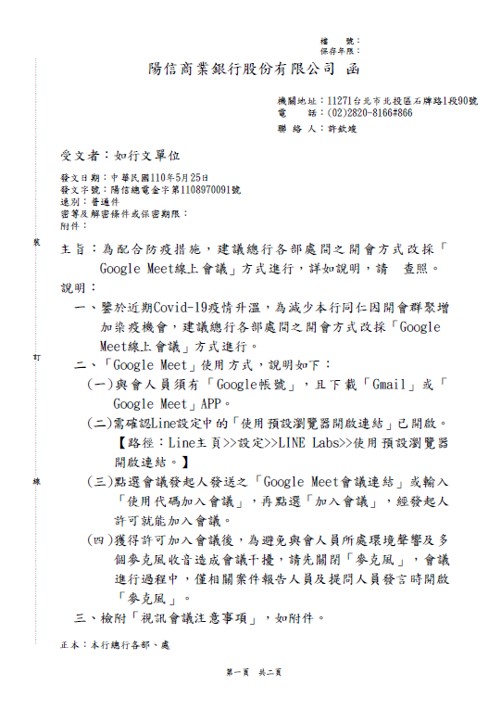 檔　　號：
保存年限：
陽信商業銀行股份有限公司 函
機關地址：11271台北市北投區石牌路1段90號
電　　話：(02)2820-8166#866
聯 絡 人：許欽竣
受文者：如行文單位
發文日期：中華民國110年5月25日
發文字號：陽信總電金字第1108970091號
速別：普通件
密等及解密條件或保密期限：
附件：
主旨：為配合防疫措施，建議總行各部處間之開會方式改採「
Google Meet線上會議」方式進行，詳如說明，請　查照。
說明：
一、鑒於近期Covid-19疫情升溫，為減少本行同仁因開會群聚增
加染疫機會，建議總行各部處間之開會方式改採「Google
Meet線上會議」方式進行。
二、「Google Meet」使用方式，說明如下：
(一)與會人員須有「Google帳號」，且下載「Gmail」或「
Google Meet」APP。
(二)需確認Line設定中的「使用預設瀏覽器開啟連結」已開啟。
【路徑：Line主頁>>設定>>LINE Labs>>使用預設瀏覽器
開啟連結。】
(三)點選會議發起人發送之「Google Meet會議連結」或輸入
「使用代碼加入會議」，再點選「加入會議」，經發起人
許可就能加入會議。
(四)獲得許可加入會議後，為避免與會人員所處環境聲響及多
個麥克風收音造成會議干擾，請先關閉「麥克風」，會議
進行過程中，僅相關案件報告人員及提問人員發言時開啟
「麥克風」。
三、檢附「視訊會議注意事項」，如附件。
正本：本行總行各部、處
裝
訂
線
第一頁　共二頁